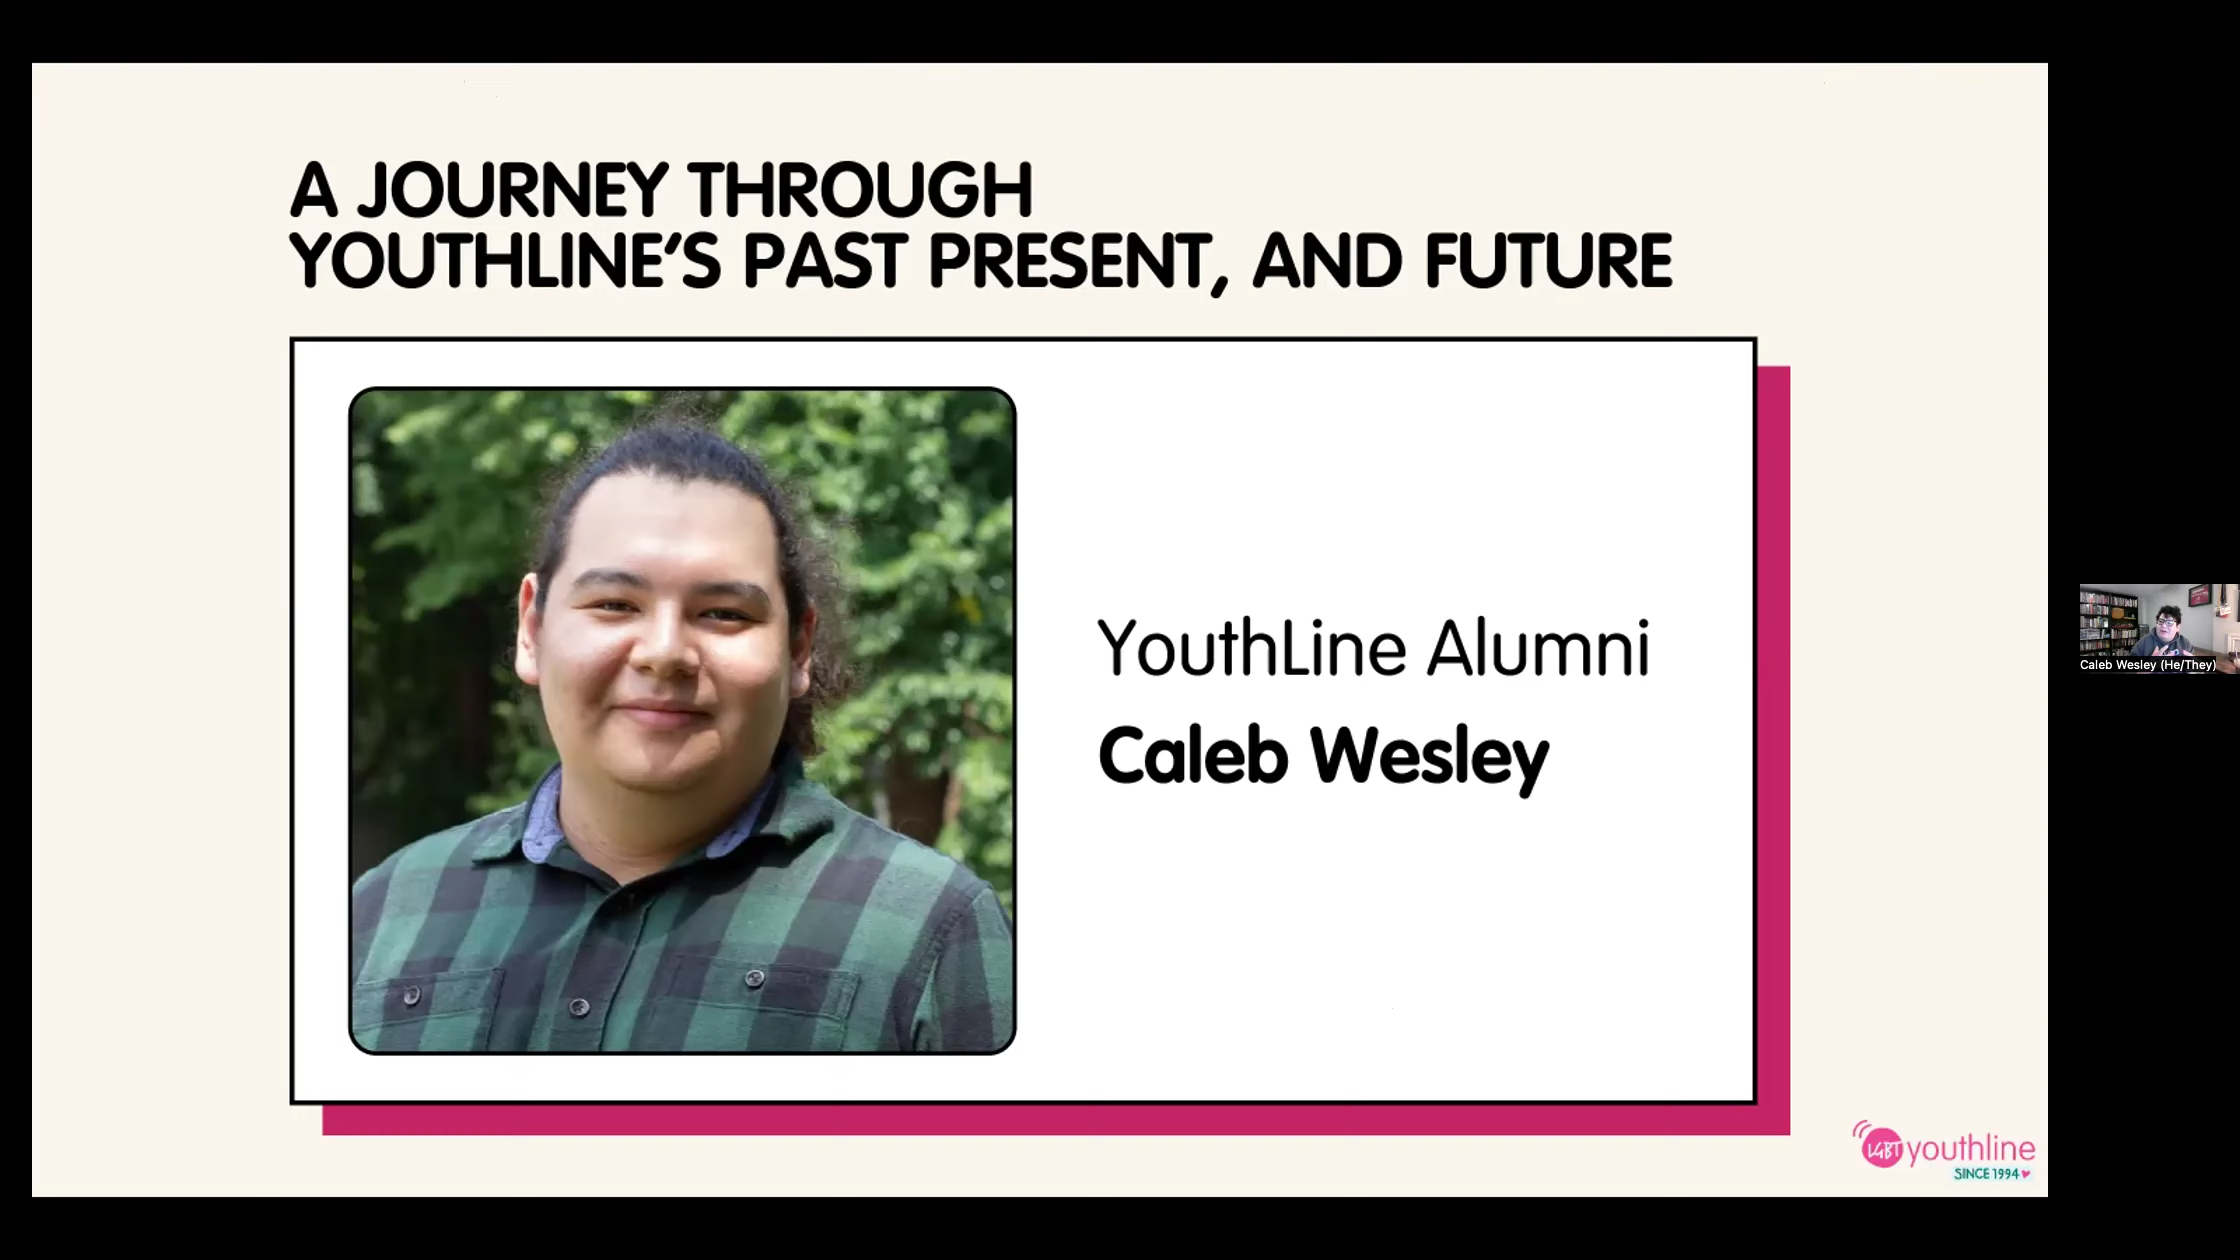 A JOURNEY THROUGH
YOUTHLINE'S PAST PRESENT, AND FUTURE
YouthLine Alumni
Caleb Wesley
Caleb Wesley (He/They)
LGBT youthline
SINCE 1994